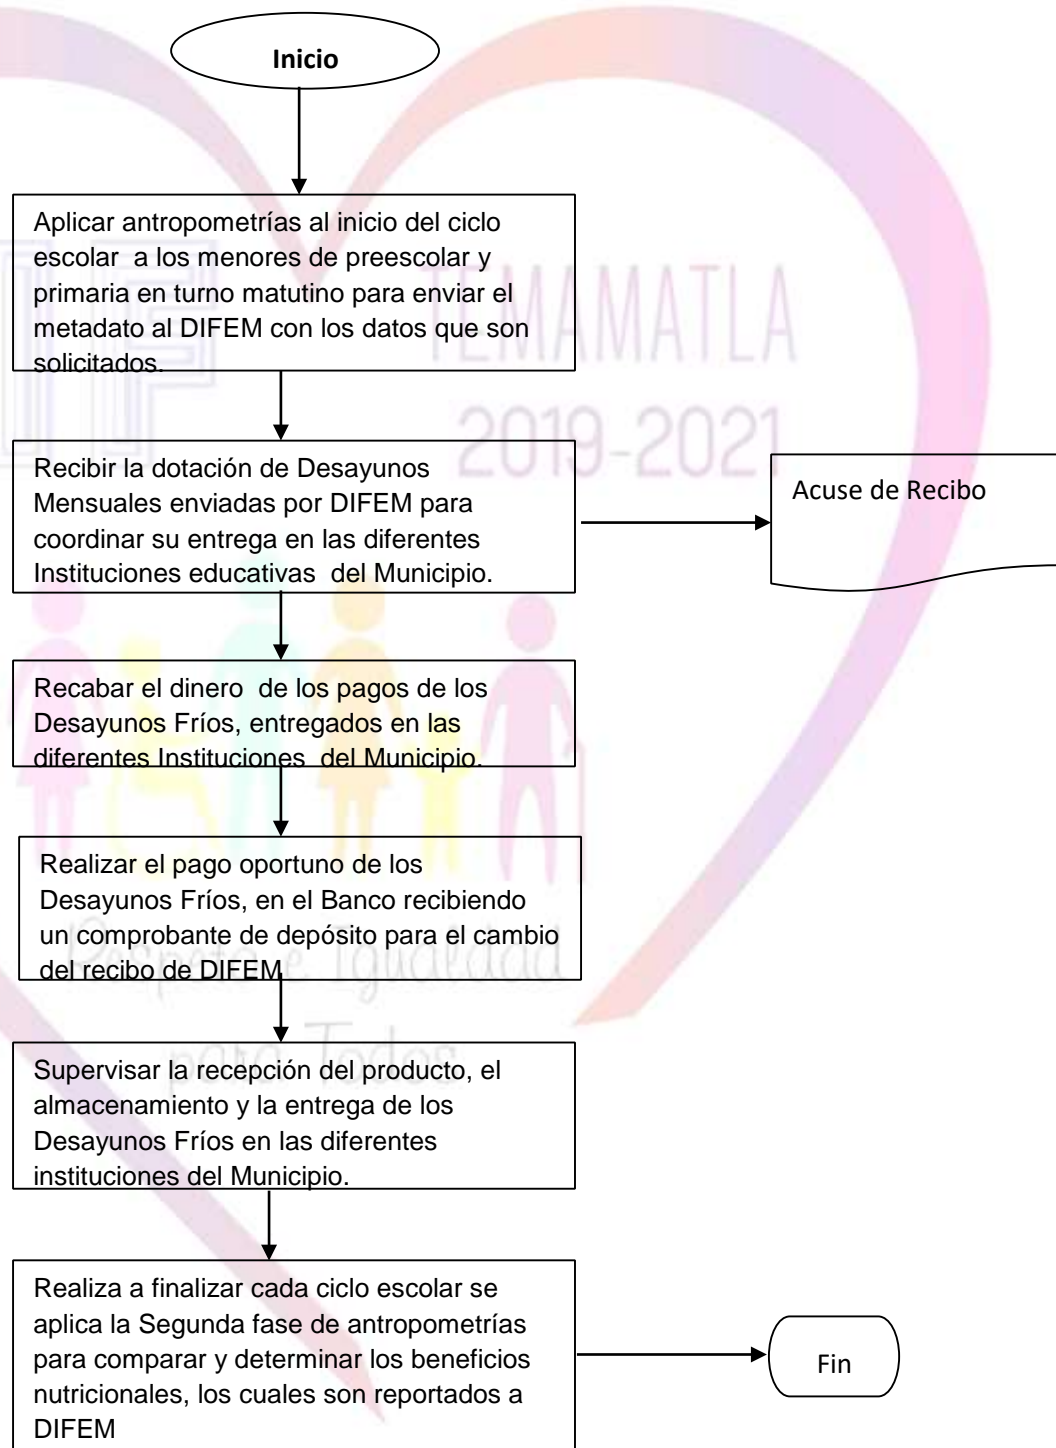 Inicio
Aplicar antropometrías al inicio del ciclo
escolar  a los menores de preescolar y
primaria en turno matutino para enviar el
metadato al DIFEM con los datos que son
solicitados.
IF
TEMAMATLA
2019-2021
Recibir la dotación de Desayunos
Mensuales enviadas por DIFEM para
coordinar su entrega en las diferentes
Instituciones educativas  del Municipio.
Acuse de Recibo
Recabar el dinero  de los pagos de los
Desayunos Fríos, entregados en las
diferentes Instituciones  del Municipio.
Realizar el pago oportuno de los
Desayunos Fríos, en el Banco recibiendo
un comprobante de depósito para el cambio
del recibo de DIFEM
Respeto e Igualdad
para Todos
Supervisar la recepción del producto, el
almacenamiento y la entrega de los
Desayunos Fríos en las diferentes
instituciones del Municipio.
Realiza a finalizar cada ciclo escolar se
aplica la Segunda fase de antropometrías
para comparar y determinar los beneficios
nutricionales, los cuales son reportados a
DIFEM
Fin